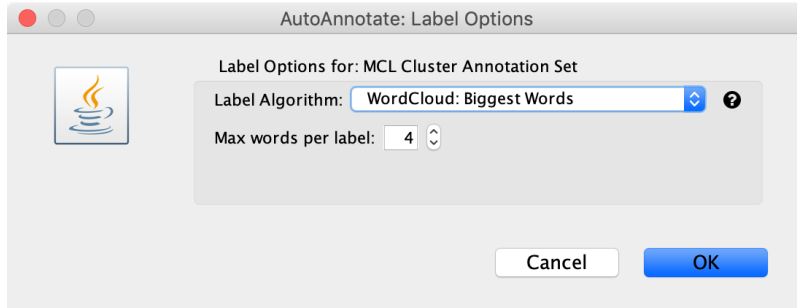 AutoAnnotate: Label Options
Label Options for: MCL Cluster Annotation Set
Label Algorithm: WordCloud: Biggest Words ?
Max words per label: 4
Cancel OK